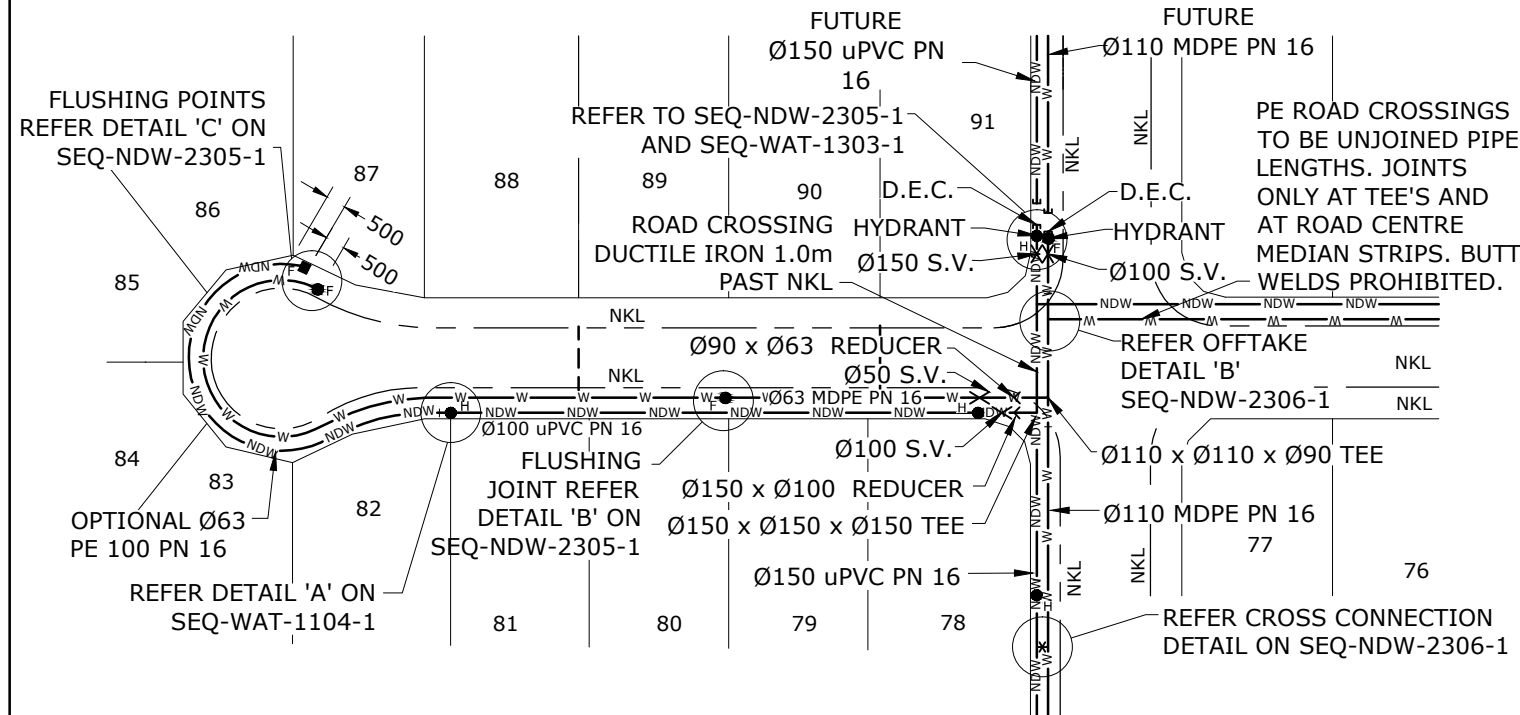 FUTURE
Ø150 uPVC PN
16
FUTURE
Ø110 MDPE PN 16
FLUSHING POINTS
REFER DETAIL 'C' ON
SEQ-NDW-2305-1
REFER TO SEQ-NDW-2305-1
AND SEQ-WAT-1303-1
PE ROAD CROSSINGS
TO BE UNJOINED PIPE
LENGTHS. JOINTS
ONLY AT TEE'S AND
AT ROAD CENTRE
MEDIAN STRIPS. BUTT
WELDS PROHIBITED.
91
NKL
NKL
87
88
89
90
86
85
500
500
D.E.C.
HYDRANT
Ø150 S.V.
D.E.C.
HYDRANT
Ø100 S.V.
ROAD CROSSING
DUCTILE IRON 1.0m
PAST NKL
NKL
NKL
Ø90 x Ø63 REDUCER
Ø50 S.V.
Ø63 MDPE PN 16
REFER OFFTAKE
DETAIL 'B'
SEQ-NDW-2306-1
NKL
NKL
Ø100 uPVC PN 16
Ø100 S.V.
Ø150 x Ø100 REDUCER
Ø150 x Ø150 x Ø150 TEE
Ø110 x Ø110 x Ø90 TEE
Ø110 MDPE PN 16
FLUSHING
JOINT REFER
DETAIL 'B' ON
SEQ-NDW-2305-1
84
83
82
OPTIONAL Ø63
PE 100 PN 16
Ø150 uPVC PN 16
NKL
NKL
77
76
REFER DETAIL 'A' ON
SEQ-WAT-1104-1
81
80
79
78
REFER CROSS CONNECTION
DETAIL ON SEQ-NDW-2306-1
NDW
W
NDW
W
NDW
W
NDW
W
H
F